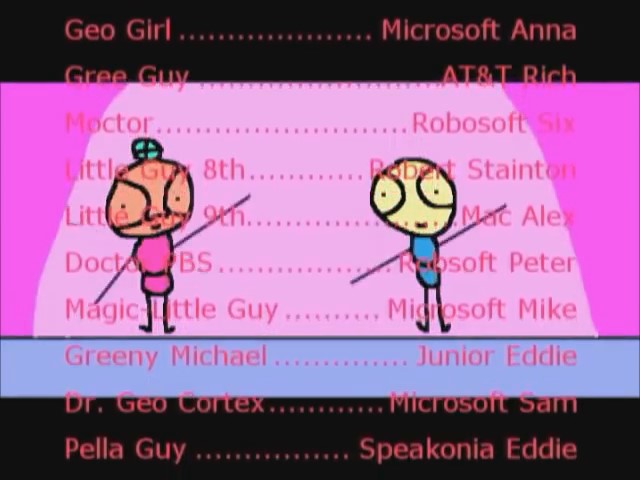 Geo Girl .................... Microsoft Anna
Gree Guy ......................... AT&T Rich
Moctor.......................... Robosoft Six
Little Guy 8th............ Robert Stainton
Little Guy 9th...................... Mac Alex
Doctor PBS .................. Robsoft Peter
Magic Little Guy .......... Microsoft Mike
Greeny Michael .............. Junior Eddie
Dr. Geo Cortex............ Microsoft Sam
Pella Guy ................ Speakonia Eddie